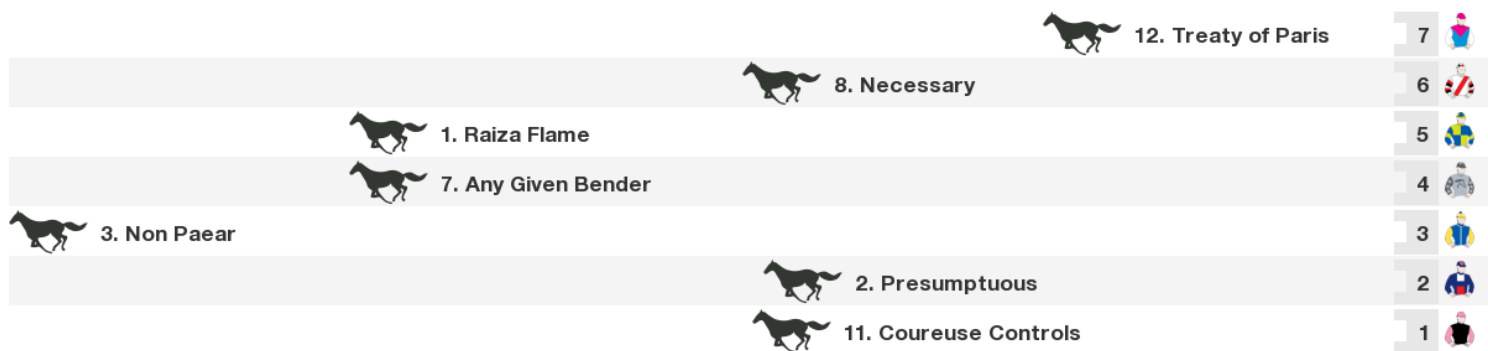 12. Treaty of Paris 7
8. Necessary 6
1. Raiza Flame 5
7. Any Given Bender 4
3. Non Paear 3
2. Presumptuous 2
11. Coureuse Controls 1